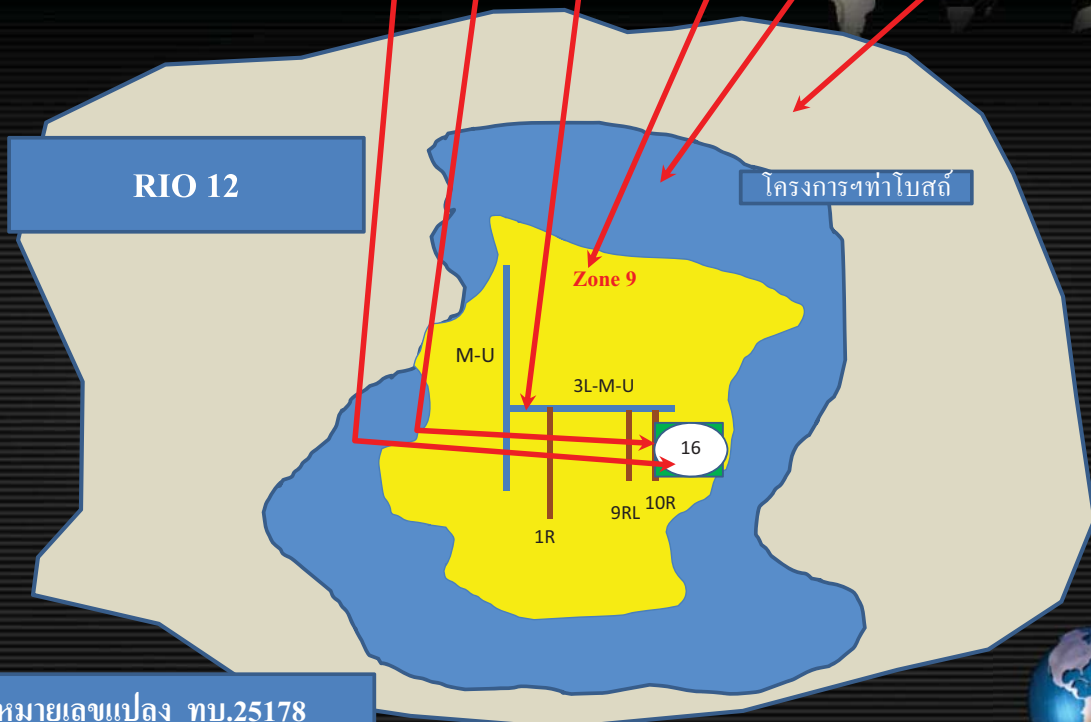 RIO 12
โครงการฯท่าโบสถ์
Zone 9
M-U
3L-M-U
16
9RL
10R
1R
หมายเลขแปลง ทบ.25178